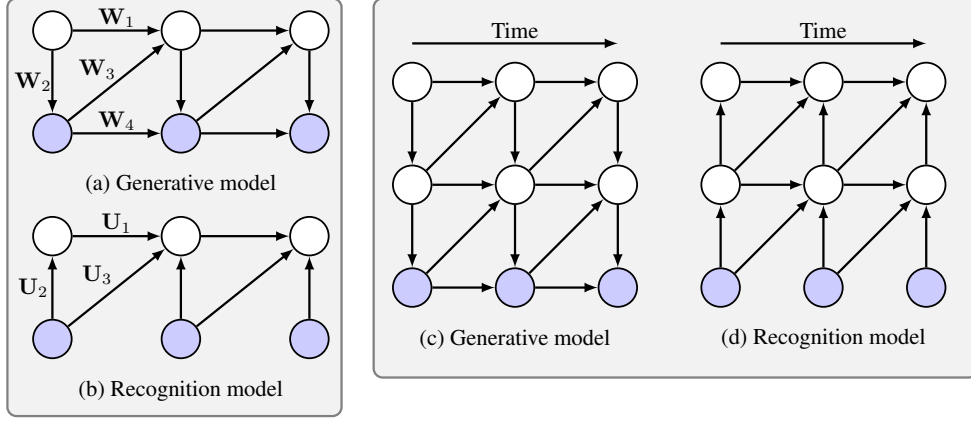 W₁
W₂
W₃
W₄
(a) Generative model
U₁
U₂
U₃
(b) Recognition model
Time
(c) Generative model
Time
(d) Recognition model